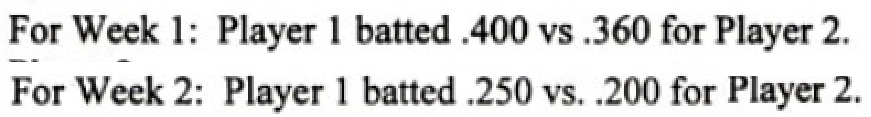 For Week 1: Player 1 batted .400 vs .360 for Player 2.
For Week 2: Player 1 batted .250 vs. .200 for Player 2.